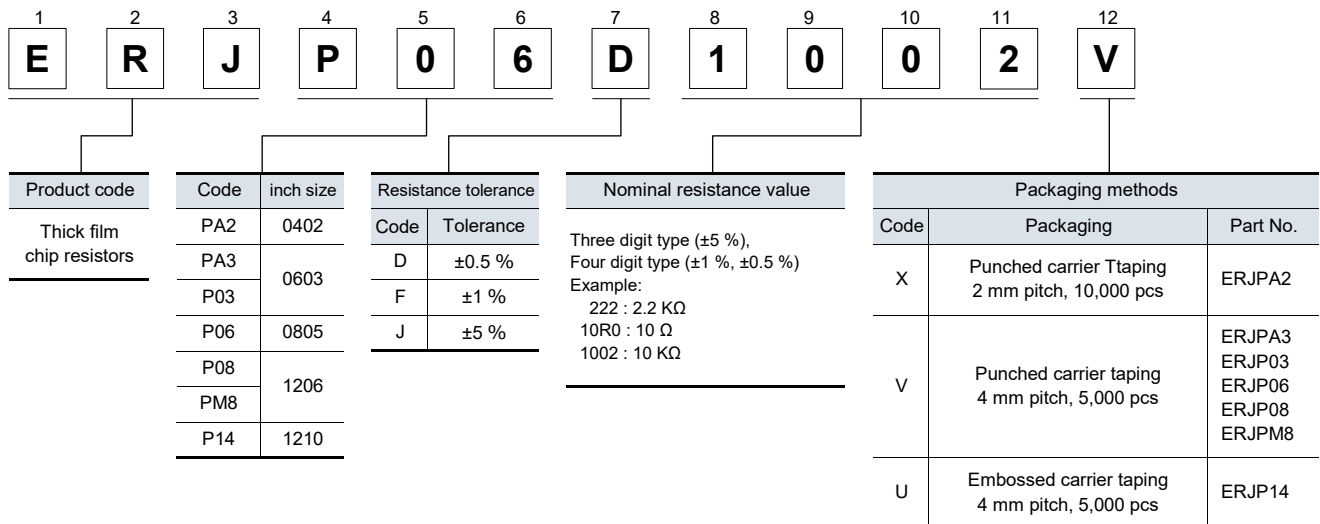 1 2 3 4 5 6 7 8 9 10 11 12
E R J P 0 6 D 1 0 0 2 V
Product code
Thick film
chip resistors
Code inch size
PA2 0402
PA3
0603
P03
P06 0805
P08
1206
PM8
P14 1210
Resistance tolerance
Code Tolerance
D ±0.5 %
F ±1 %
J ±5 %
Nominal resistance value
Three digit type (±5 %),
Four digit type (±1 %, ±0.5 %)
Example:
222 : 2.2 KΩ
10R0 : 10 Ω
1002 : 10 KΩ
Packaging methods
Code Packaging Part No.
X
Punched carrier Ttaping
2 mm pitch, 10,000 pcs
ERJPA2
V
Punched carrier taping
4 mm pitch, 5,000 pcs
ERJPA3
ERJP03
ERJP06
ERJP08
ERJPM8
U
Embossed carrier taping
4 mm pitch, 5,000 pcs
ERJP14